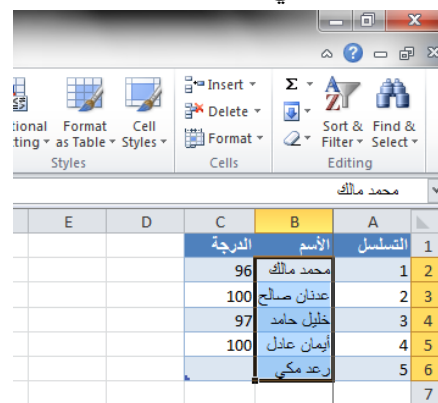 Insert
Delete
Format
Cells
Σ
Sort & Filter
Find & Select
Editing
Format as Table
Cell Styles
Styles
محمد مالك
A B C D E
1 التسلسل الأسم الدرجة
2 1 محمد مالك 96
3 2 عدنان صالح 100
4 3 خليل حامد 97
5 4 أيمان عادل 100
6 5 رعد مكي
7